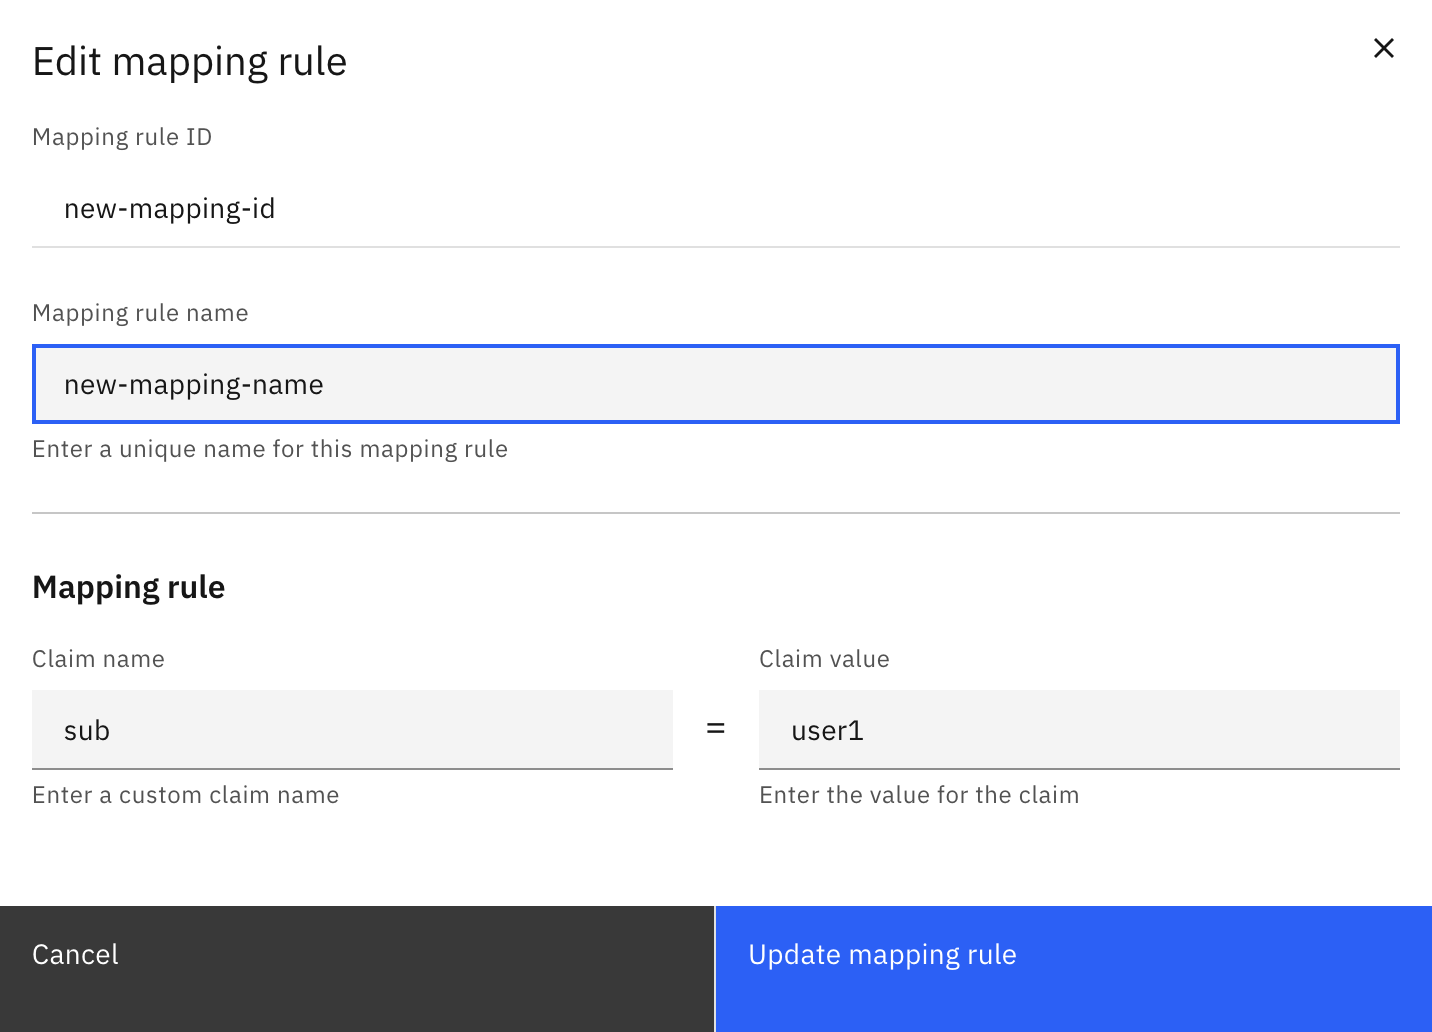 Edit mapping rule
Mapping rule ID
new-mapping-id
Mapping rule name
new-mapping-name
Enter a unique name for this mapping rule
Mapping rule
Claim name
Claim value
sub
=
user1
Enter a custom claim name
Enter the value for the claim
Cancel
Update mapping rule